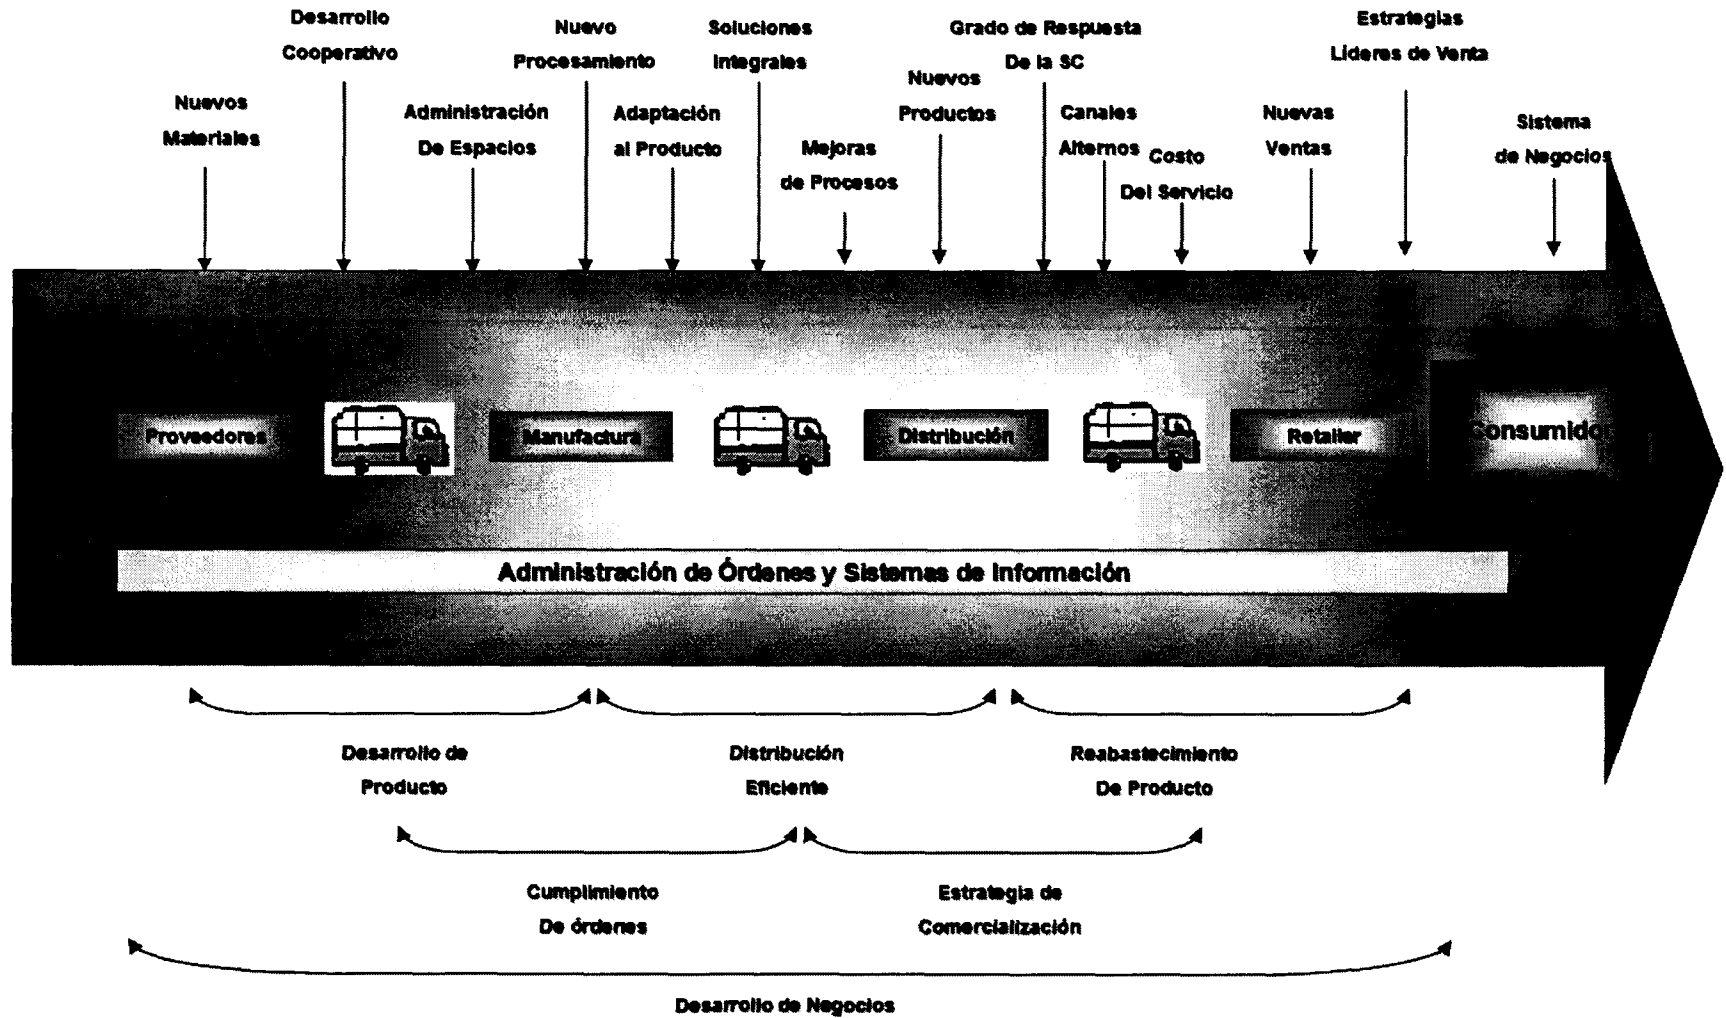 Desarrollo
Cooperativo
Nuevo
Procesamiento
Soluciones
Integrales
Grado de Respuesta
De la SC
Estrategias
Lideres de Venta
Nuevos
Materiales
Administración
De Espacios
Adaptación
al Producto
Mejoras
de Procesos
Nuevos
Productos
Canales
Alternos
Costo
Del Servicio
Nuevas
Ventas
Sistema
de Negocios
Proveedores
Manufactura
Distribución
Retailer
Consumidor
Administración de Órdenes y Sistemas de Información
Desarrollo de
Producto
Distribución
Eficiente
Reabastecimiento
De Producto
Cumplimiento
De órdenes
Estrategia de
Comercialización
Desarrollo de Negocios